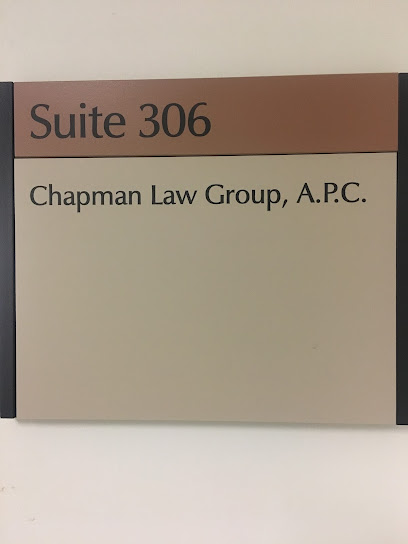 Suite 306
Chapman Law Group, A.P.C.